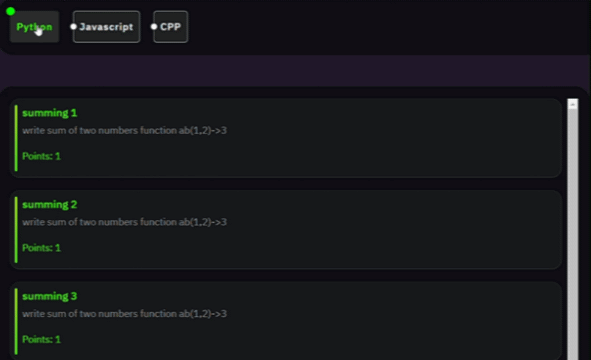 Python Javascript CPP
summing 1
write sum of two numbers function ab(1,2)->3
Points: 1
summing 2
write sum of two numbers function ab(1,2)->3
Points: 1
summing 3
write sum of two numbers function ab(1,2)->3
Points: 1